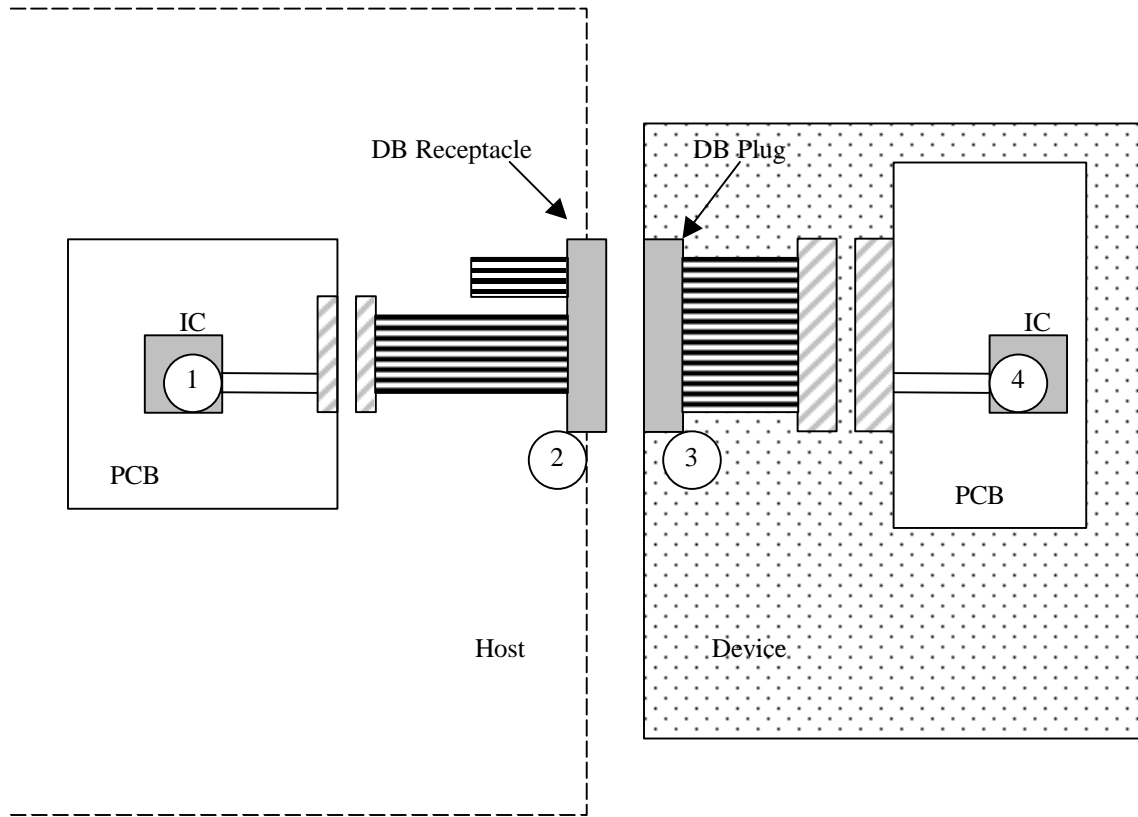 DB Receptacle
DB Plug
IC
IC
1
4
2
3
PCB
PCB
Host
Device